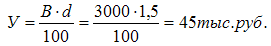 У = B·d / 100 = 3000·1,5 / 100 = 45тыс.руб.